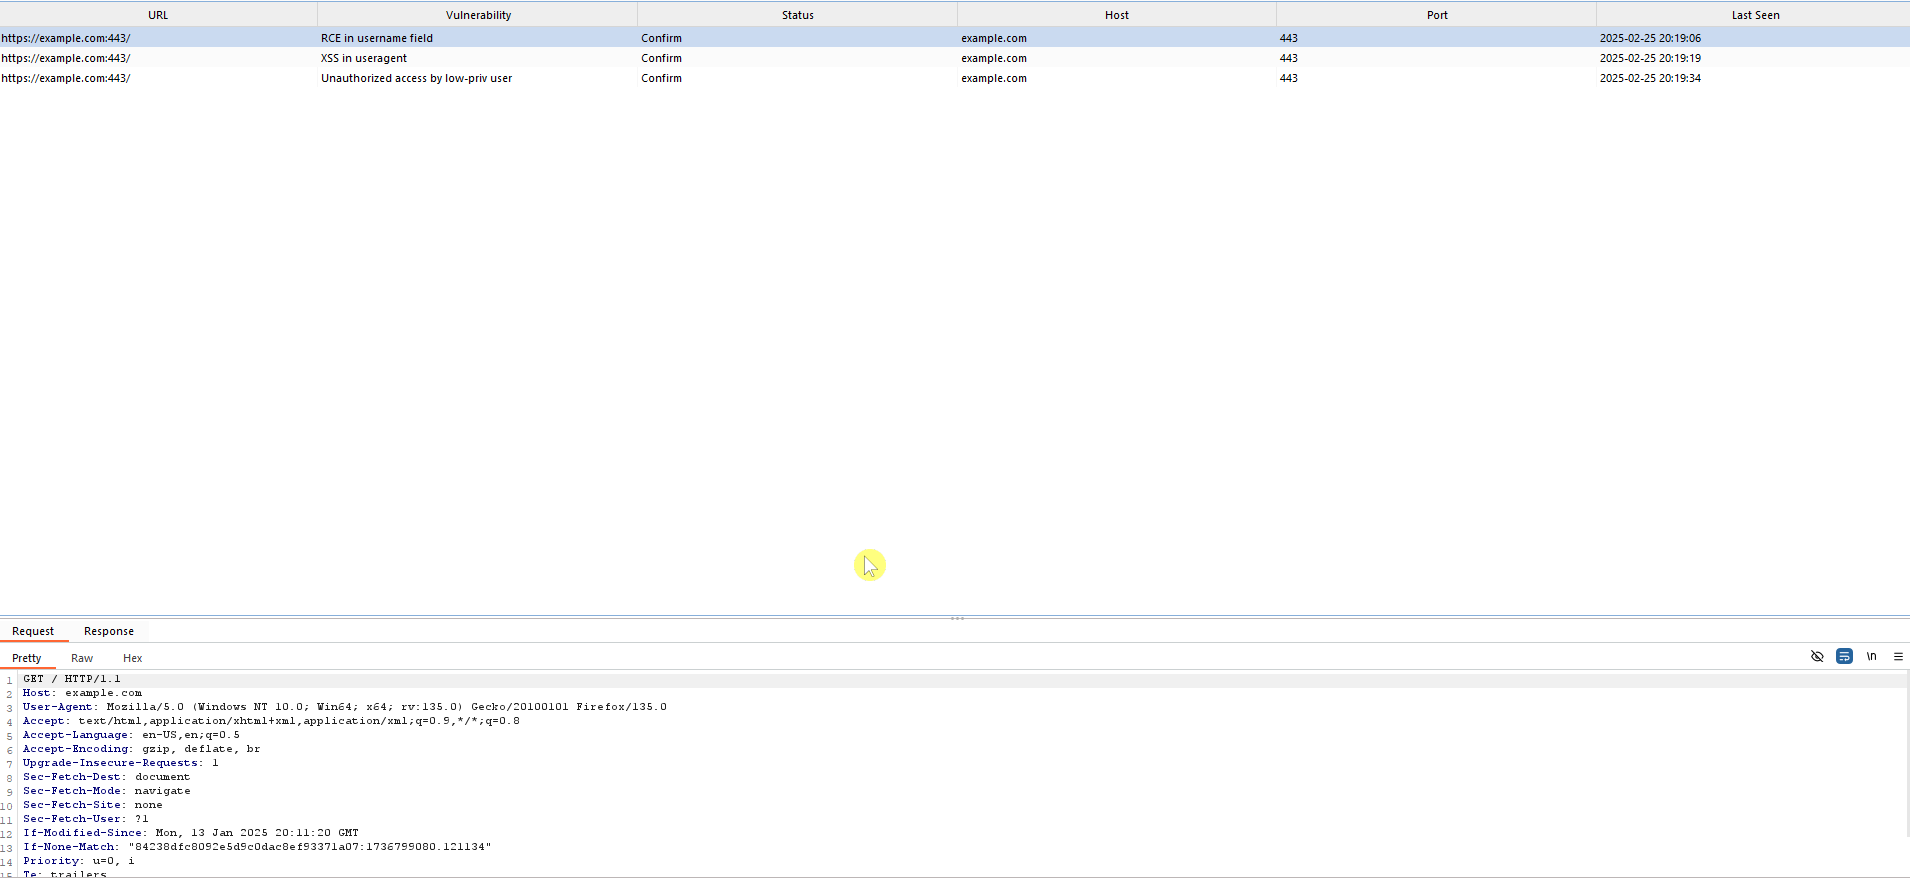 URL Vulnerability Status Host Port Last Seen
https://example.com:443/ RCE in username field Confirm example.com 443 2025-02-25 20:19:06
https://example.com:443/ XSS in useragent Confirm example.com 443 2025-02-25 20:19:19
https://example.com:443/ Unauthorized access by low-priv user Confirm example.com 443 2025-02-25 20:19:34
Request Response
Pretty Raw Hex \n
1 GET / HTTP/1.1
2 Host: example.com
3 User-Agent: Mozilla/5.0 (Windows NT 10.0; Win64; x64; rv:135.0) Gecko/20100101 Firefox/135.0
4 Accept: text/html,application/xhtml+xml,application/xml;q=0.9,*/*;q=0.8
5 Accept-Language: en-US,en;q=0.5
6 Accept-Encoding: gzip, deflate, br
7 Upgrade-Insecure-Requests: 1
8 Sec-Fetch-Dest: document
9 Sec-Fetch-Mode: navigate
10 Sec-Fetch-Site: none
11 Sec-Fetch-User: ?1
12 If-Modified-Since: Mon, 13 Jan 2025 20:11:20 GMT
13 If-None-Match: "84238dfc8092e5d9c0dac8ef93371a07:1736799080.121134"
14 Priority: u=0, i
15 Te: trailers